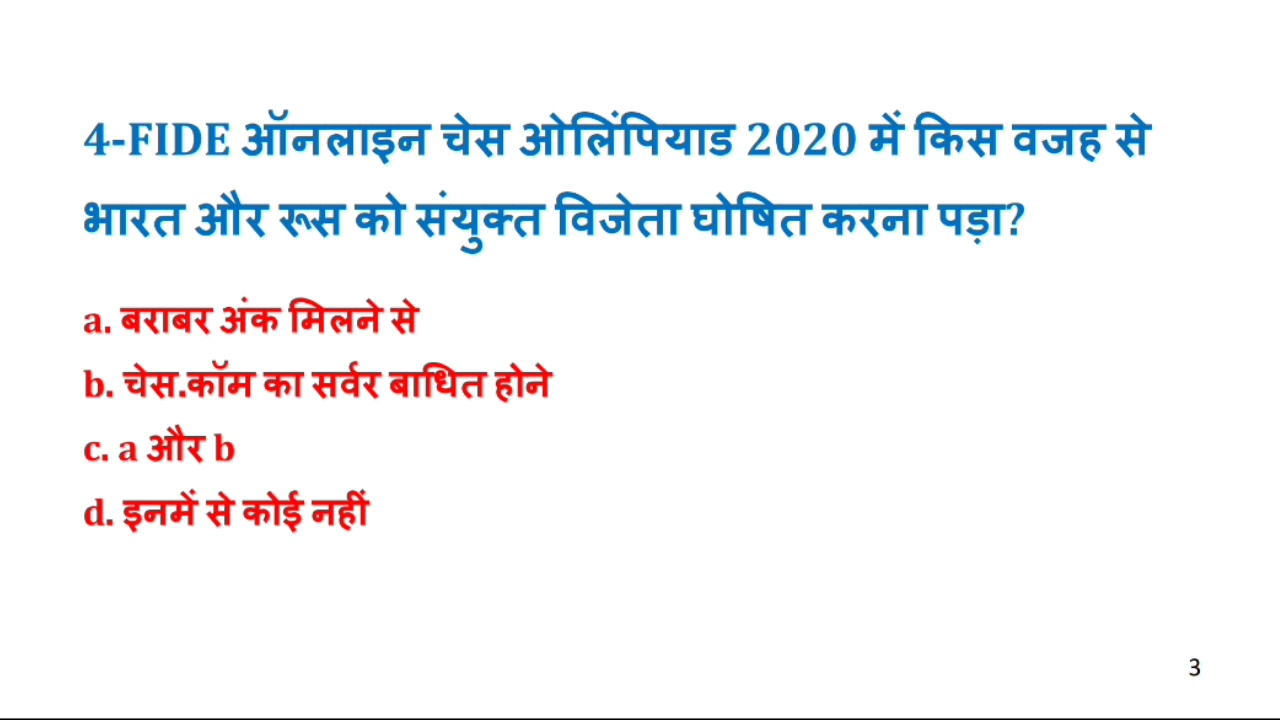 4-FIDE ऑनलाइन चेस ओलिंपियाड 2020 में किस वजह से
भारत और रूस को संयुक्त विजेता घोषित करना पड़ा?
a. बराबर अंक मिलने से
b. चेस.कॉम का सर्वर बाधित होने
c. a और b
d. इनमें से कोई नहीं
3